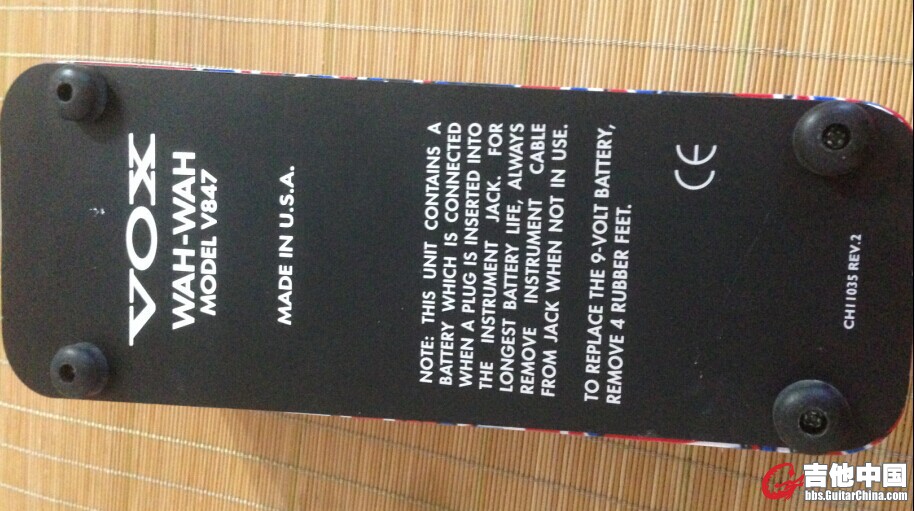 VOX
WAH-WAH
MODEL V847
MADE IN U.S.A.
NOTE: THIS UNIT CONTAINS A
BATTERY WHICH IS CONNECTED
WHEN A PLUG IS INSERTED INTO
THE INSTRUMENT JACK. FOR
LONGEST BATTERY LIFE, ALWAYS
REMOVE INSTRUMENT CABLE
FROM JACK WHEN NOT IN USE.
TO REPLACE THE 9-VOLT BATTERY,
REMOVE 4 RUBBER FEET.
CE
CH11035 REV.2
吉他中国
bbs.GuitarChina.com